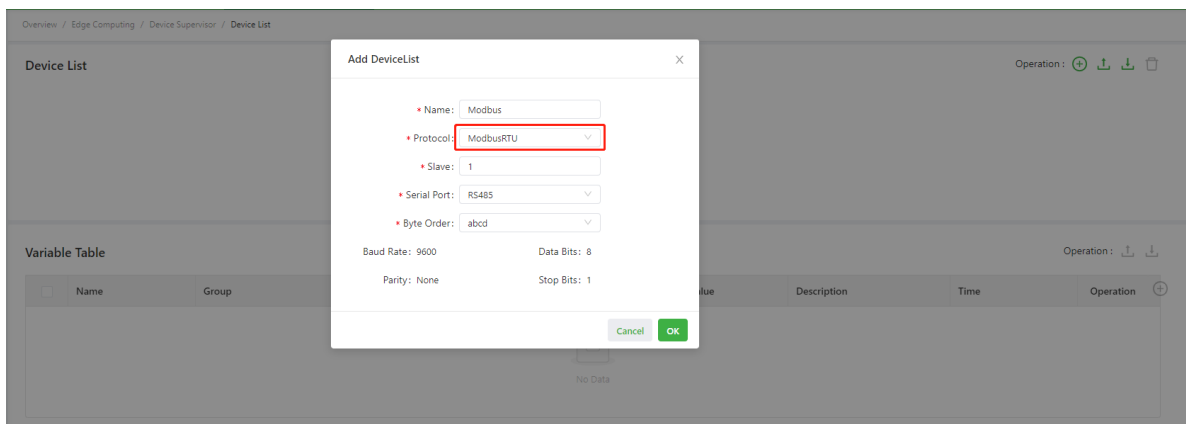 Overview / Edge Computing / Device Supervisor / Device List
Device List
Operation :
Add DeviceList
* Name: Modbus
* Protocol: ModbusRTU
* Slave: 1
* Serial Port: RS485
* Byte Order: abcd
Baud Rate: 9600 Data Bits: 8
Parity: None Stop Bits: 1
Cancel OK
Variable Table
Operation :
Name Group Description Time Operation
No Data